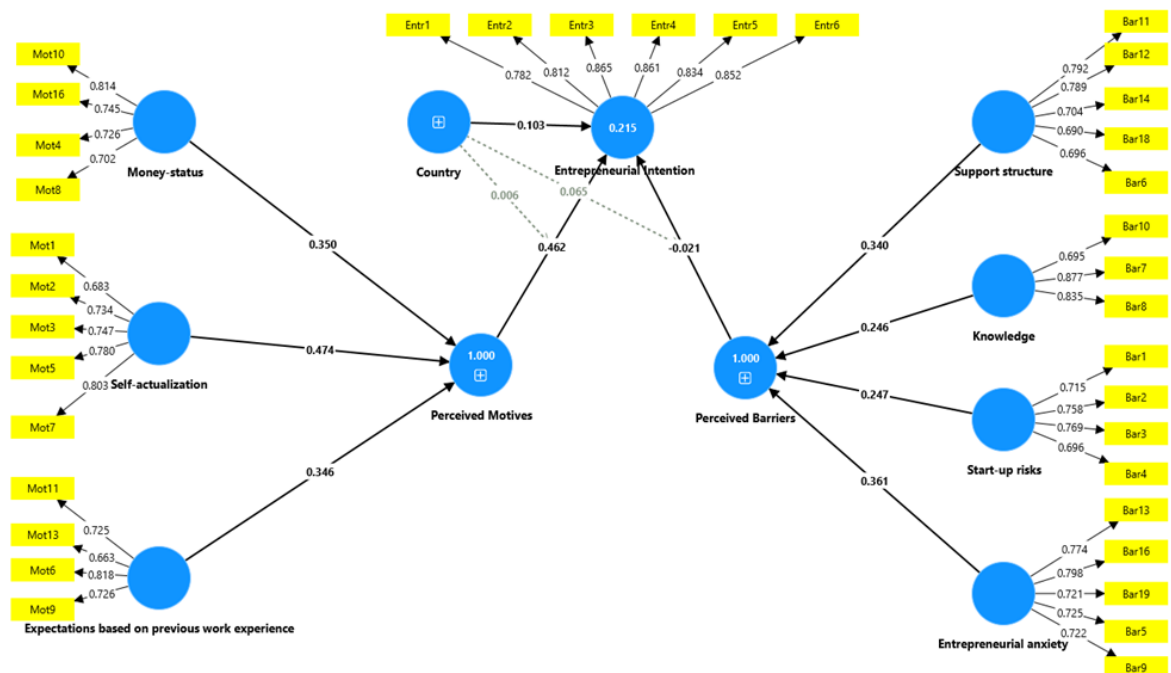 Entr1
Entr2
Entr3
Entr4
Entr5
Entr6
0.782
0.812
0.865
0.861
0.834
0.852
Mot10
Mot16
Mot4
Mot8
0.814
0.745
0.726
0.702
Money-status
Country
0.103
0.215
Entrepreneurial Intention
0.006
0.065
0.462
-0.021
0.350
Mot1
Mot2
Mot3
Mot5
Mot7
0.683
0.734
0.747
0.780
0.803
Self-actualization
0.474
1.000
Perceived Motives
0.346
Mot11
Mot13
Mot6
Mot9
0.725
0.663
0.818
0.726
Expectations based on previous work experience
1.000
Perceived Barriers
Bar11
Bar12
Bar14
Bar18
Bar6
0.792
0.789
0.704
0.690
0.696
Support structure
0.340
Bar10
Bar7
Bar8
0.695
0.877
0.835
Knowledge
0.246
Bar1
Bar2
Bar3
Bar4
0.715
0.758
0.769
0.696
Start-up risks
0.247
Bar13
Bar16
Bar19
Bar5
Bar9
0.774
0.798
0.721
0.725
0.722
Entrepreneurial anxiety
0.361